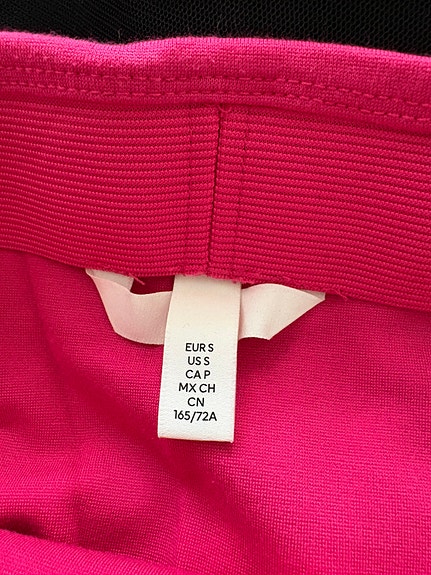 EUR S
US S
CA P
MX CH
CN
165/72A